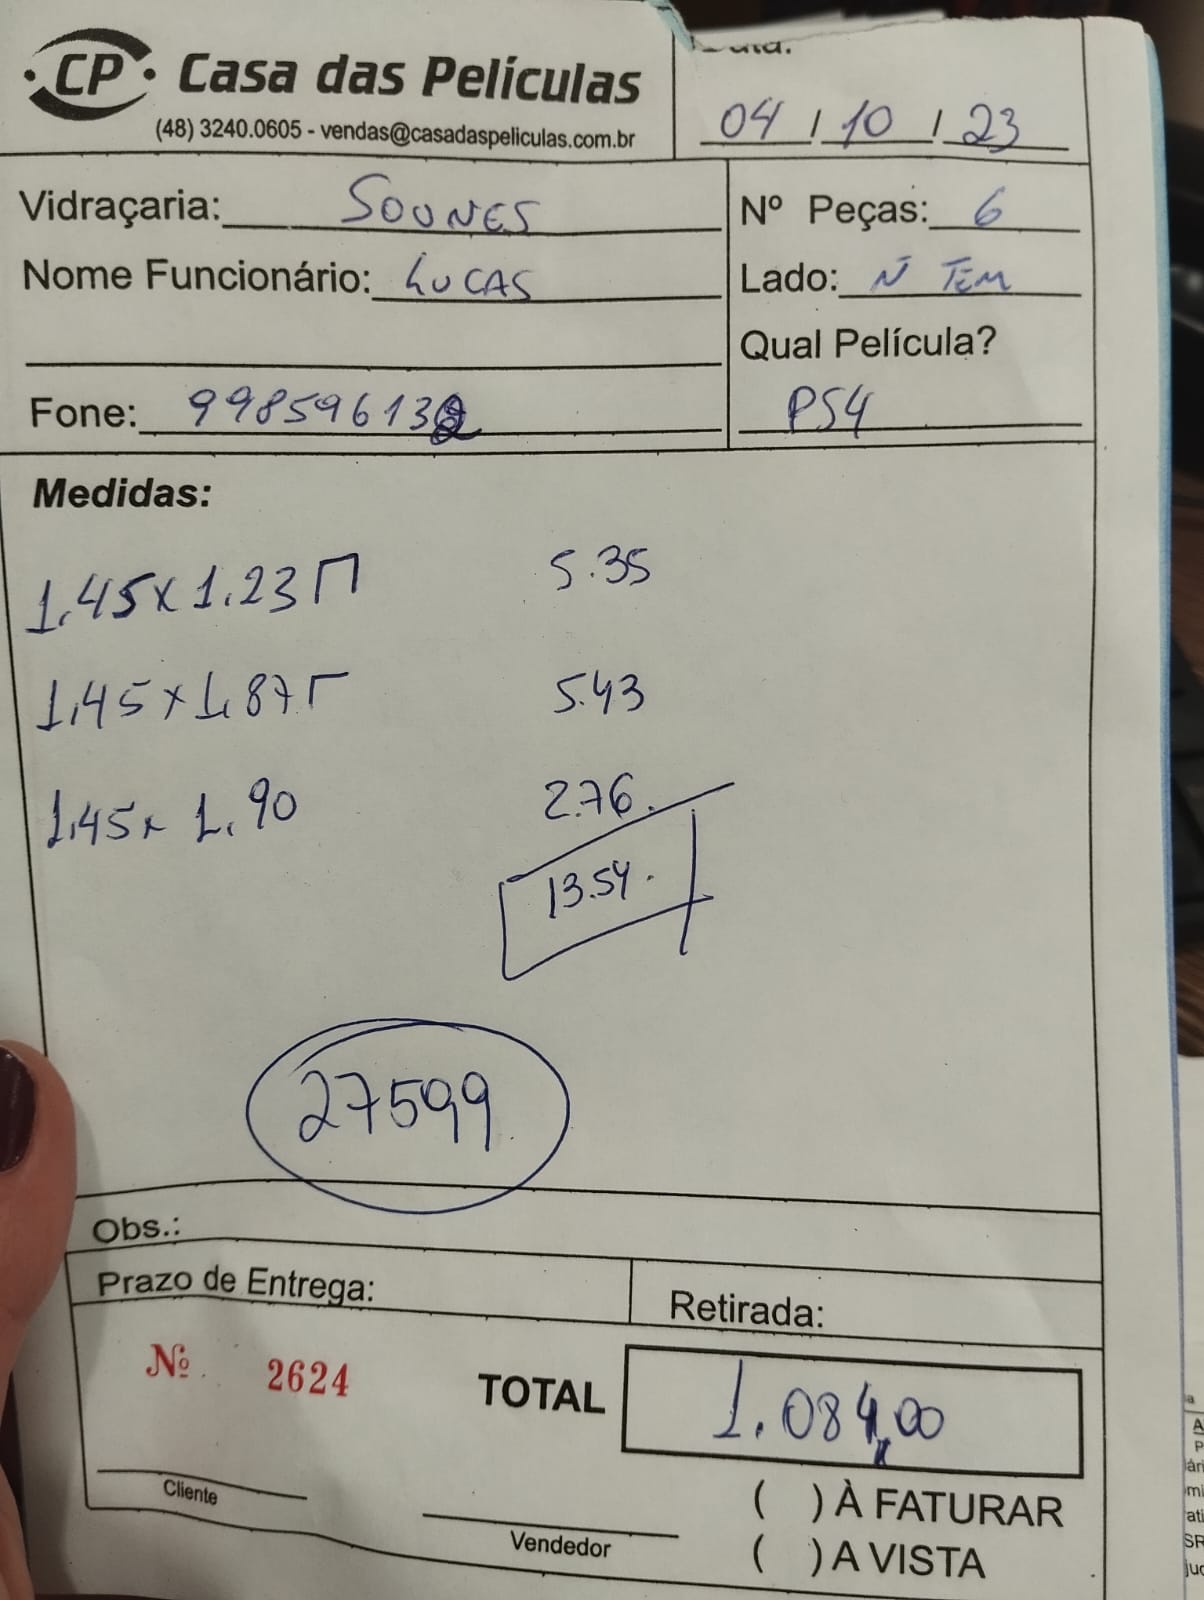 CP Casa das Películas
(48) 3240.0605 - vendas@casadaspeliculas.com.br
Data:
04 / 10 / 23
Vidraçaria: SOUNES
Nº Peças: 6
Nome Funcionário: LUCAS
Lado: Ñ TEM
Qual Película?
PS4
Fone: 998596132
Medidas:
1.45x1.23 5.35
1,45x1,87 5.43
1.45x1.90 2.76.
13.54.
27599
Obs.:
Prazo de Entrega:
Retirada:
Nº. 2624
TOTAL 1.084,00
Cliente
Vendedor
( ) À FATURAR
( ) A VISTA